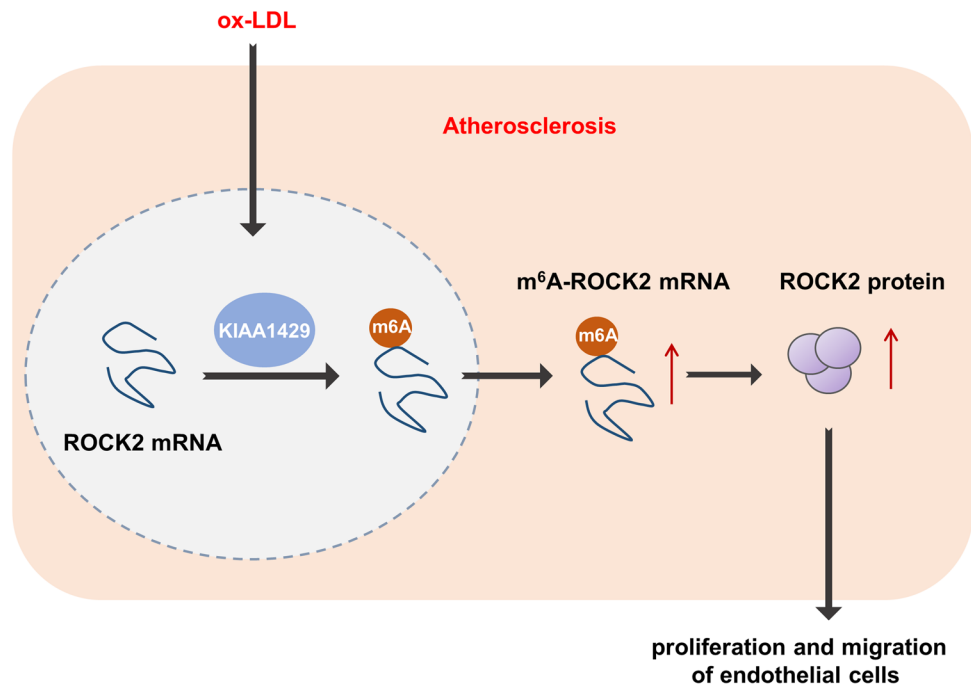 ox-LDL
Atherosclerosis
m⁶A-ROCK2 mRNA
ROCK2 protein
KIAA1429
m6A
m6A
ROCK2 mRNA
proliferation and migration
of endothelial cells